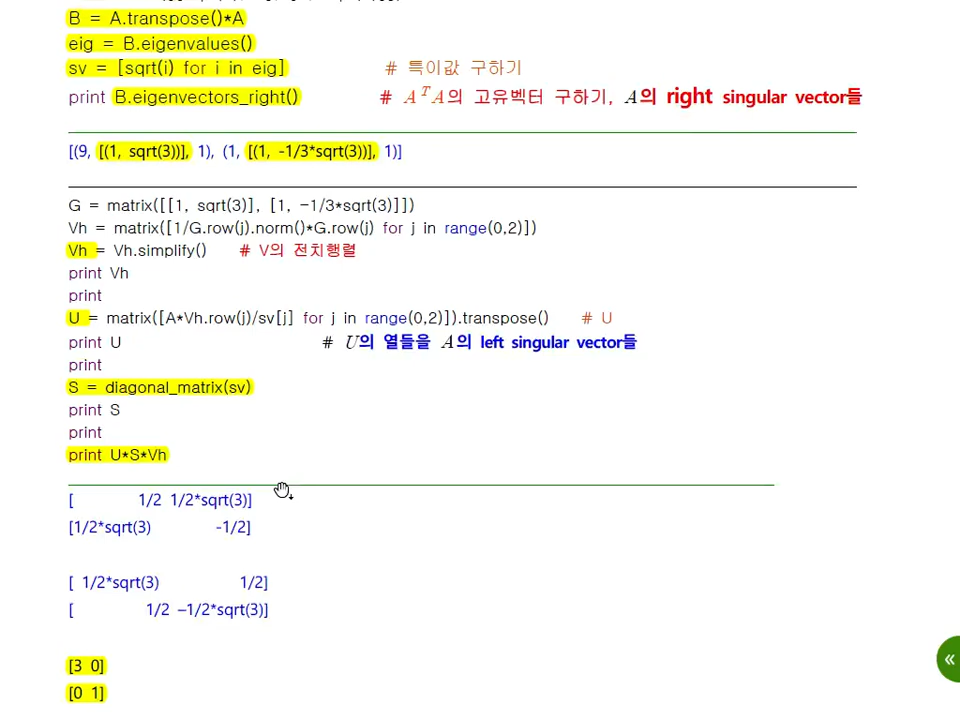 B = A.transpose()*A
eig = B.eigenvalues()
sv = [sqrt(i) for i in eig] # 특이값 구하기
print B.eigenvectors_right() # AᵀA의 고유벡터 구하기, A의 right singular vector들
[(9, [(1, sqrt(3))], 1), (1, [(1, -1/3*sqrt(3))], 1)]
G = matrix([[1, sqrt(3)], [1, -1/3*sqrt(3)]])
Vh = matrix([1/G.row(j).norm()*G.row(j) for j in range(0,2)])
Vh = Vh.simplify() # V의 전치행렬
print Vh
print
U = matrix([A*Vh.row(j)/sv[j] for j in range(0,2)]).transpose() # U
print U # U의 열들을 A의 left singular vector들
print
S = diagonal_matrix(sv)
print S
print
print U*S*Vh
[ 1/2 1/2*sqrt(3)]
[1/2*sqrt(3) -1/2]
[ 1/2*sqrt(3) 1/2]
[ 1/2 –1/2*sqrt(3)]
[3 0]
[0 1]